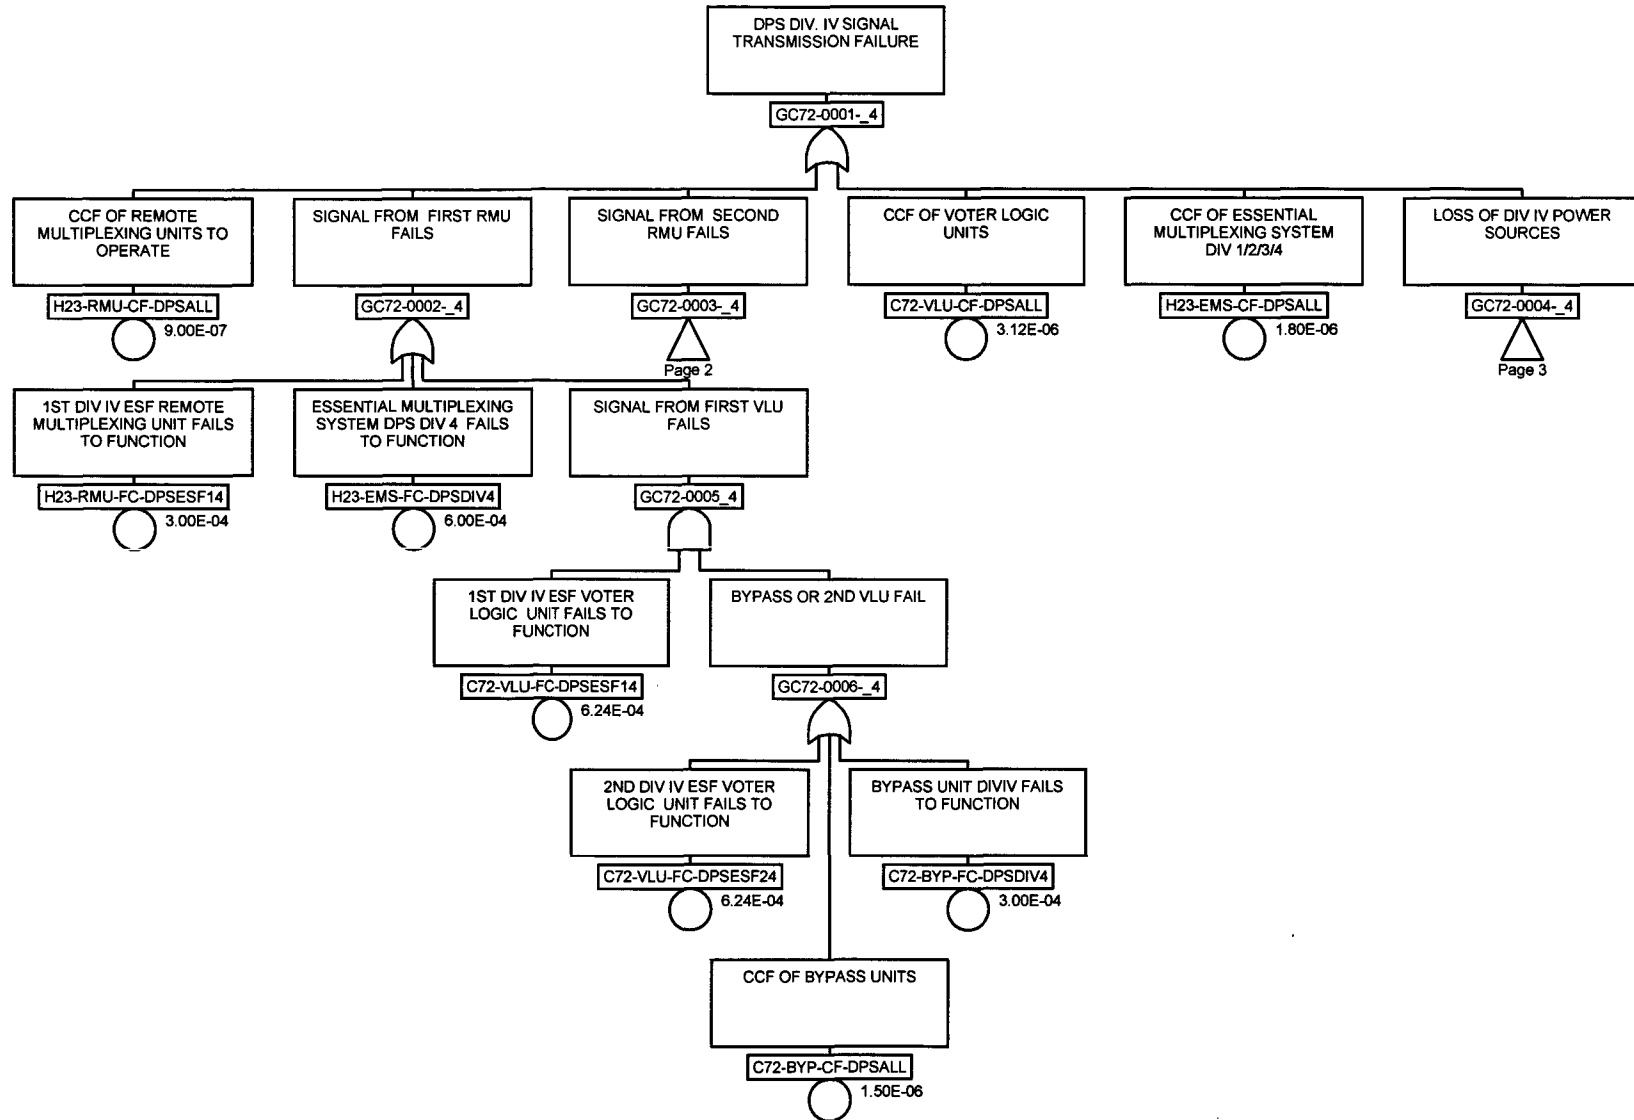 DPS DIV. IV SIGNAL
TRANSMISSION FAILURE
GC72-0001-_4
CCF OF REMOTE
MULTIPLEXING UNITS TO
OPERATE
H23-RMU-CF-DPSALL
9.00E-07
SIGNAL FROM FIRST RMU
FAILS
GC72-0002-_4
SIGNAL FROM SECOND
RMU FAILS
GC72-0003-_4
Page 2
CCF OF VOTER LOGIC
UNITS
C72-VLU-CF-DPSALL
3.12E-06
CCF OF ESSENTIAL
MULTIPLEXING SYSTEM
DIV 1/2/3/4
H23-EMS-CF-DPSALL
1.80E-06
LOSS OF DIV IV POWER
SOURCES
GC72-0004-_4
Page 3
1ST DIV IV ESF REMOTE
MULTIPLEXING UNIT FAILS
TO FUNCTION
H23-RMU-FC-DPSESF14
3.00E-04
ESSENTIAL MULTIPLEXING
SYSTEM DPS DIV 4 FAILS
TO FUNCTION
H23-EMS-FC-DPSDIV4
6.00E-04
SIGNAL FROM FIRST VLU
FAILS
GC72-0005_4
1ST DIV IV ESF VOTER
LOGIC UNIT FAILS TO
FUNCTION
C72-VLU-FC-DPSESF14
6.24E-04
BYPASS OR 2ND VLU FAIL
GC72-0006-_4
2ND DIV IV ESF VOTER
LOGIC UNIT FAILS TO
FUNCTION
C72-VLU-FC-DPSESF24
6.24E-04
BYPASS UNIT DIVIV FAILS
TO FUNCTION
C72-BYP-FC-DPSDIV4
3.00E-04
CCF OF BYPASS UNITS
C72-BYP-CF-DPSALL
1.50E-06